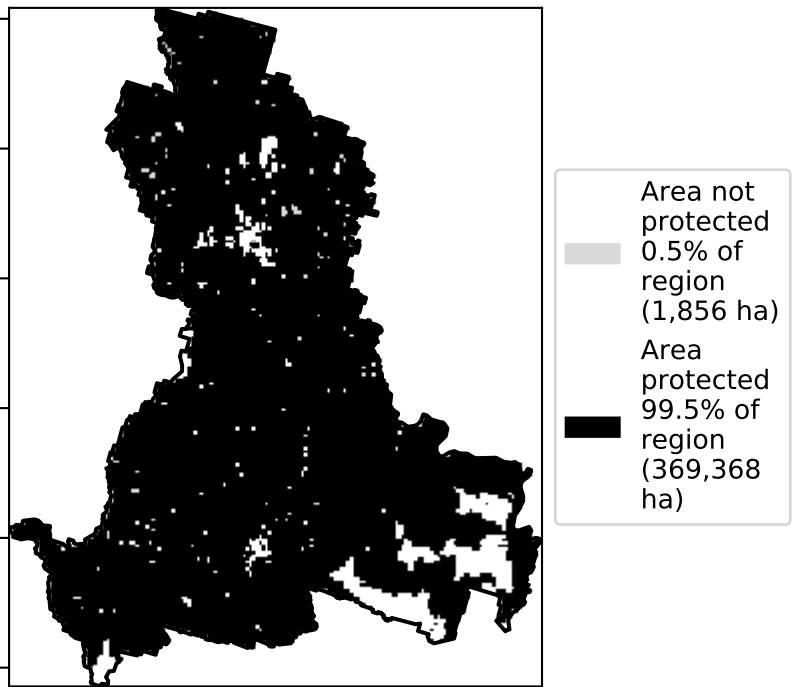 Area not
protected
0.5% of
region
(1,856 ha)
Area
protected
99.5% of
region
(369,368
ha)